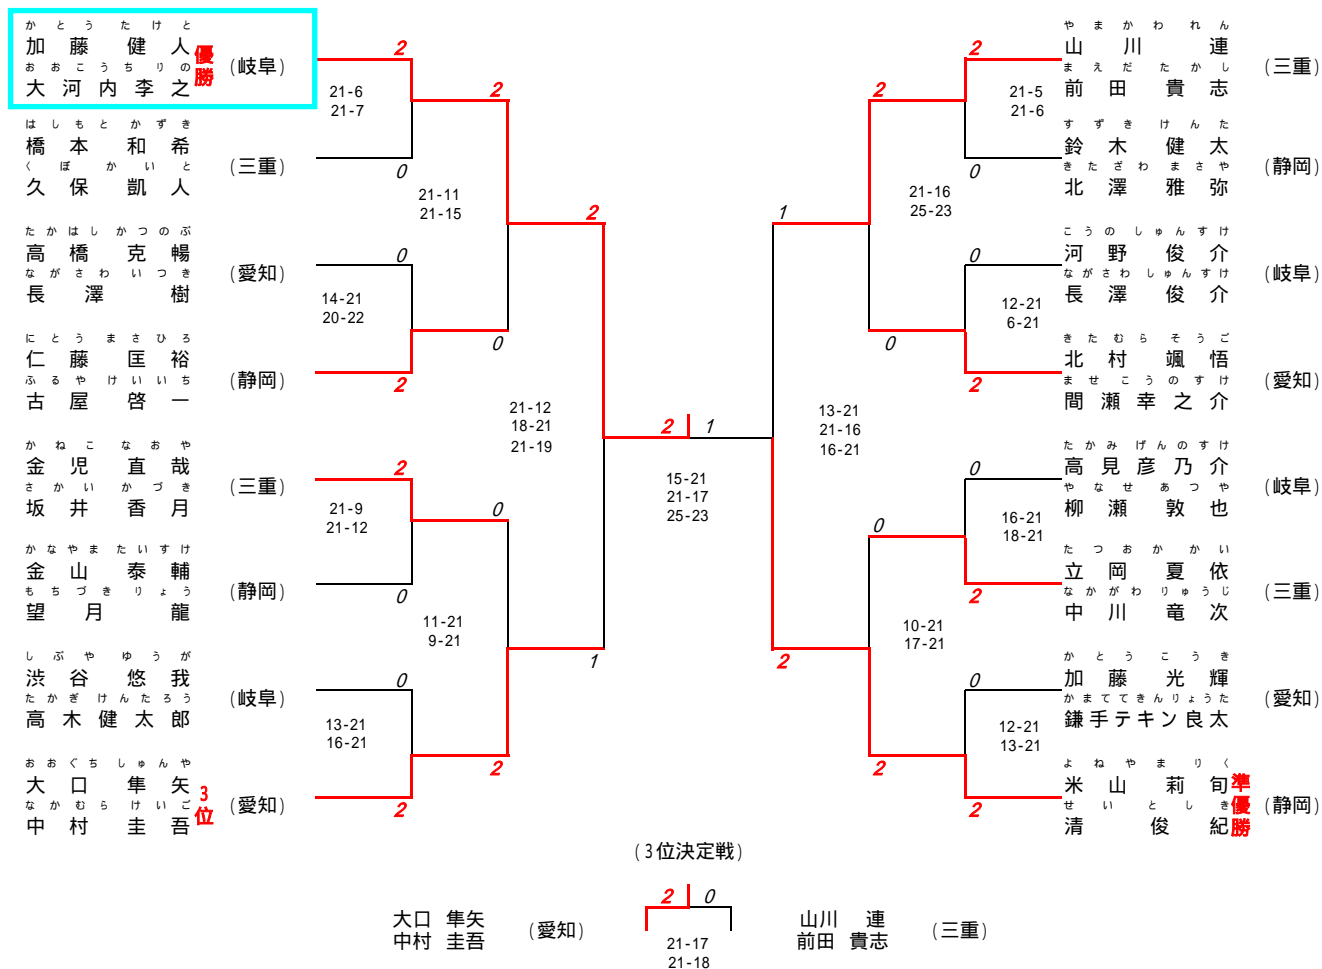 かとう たけと
加藤 健人
おおこうち りの
大河内李之
優勝
(岐阜)
はしもと かずき
橋本 和希
くぼ かいと
久保 凱人
(三重)
たかはし かつのぶ
高橋 克暢
ながさわ いつき
長澤 樹
(愛知)
にとう まさひろ
仁藤 匡裕
ふるや けいいち
古屋 啓一
(静岡)
かねこ なおや
金児 直哉
さかい かづき
坂井 香月
(三重)
かなやま たいすけ
金山 泰輔
もちづき りょう
望月 龍
(静岡)
しぶや ゆうが
渋谷 悠我
たかぎ けんたろう
高木健太郎
(岐阜)
おおぐち しゅんや
大口 隼矢
なかむら けいご
中村 圭吾
3位
(愛知)
2
21-6
21-7
0
0
14-21
20-22
2
2
21-9
21-12
0
0
13-21
16-21
2
2
21-11
21-15
0
0
11-21
9-21
2
2
21-12
18-21
21-19
1
2
1
15-21
21-17
25-23
1
13-21
21-16
16-21
2
2
21-16
25-23
0
0
10-21
17-21
2
2
21-5
21-6
0
0
12-21
6-21
2
0
16-21
18-21
2
0
12-21
13-21
2
やまかわ れん
山川 連
まえだ たかし
前田 貴志
(三重)
すずき けんた
鈴木 健太
きたざわ まさや
北澤 雅弥
(静岡)
こうの しゅんすけ
河野 俊介
ながさわ しゅんすけ
長澤 俊介
(岐阜)
きたむら そうご
北村 颯悟
ませ こうのすけ
間瀬幸之介
(愛知)
たかみ げんのすけ
高見彦乃介
やなせ あつや
柳瀬 敦也
(岐阜)
たつおか かい
立岡 夏依
なかがわ りゅうじ
中川 竜次
(三重)
かとう こうき
加藤 光輝
かまててきんりょうた
鎌手テキン良太
(愛知)
よねやま りく
米山 莉旬
せい としき
清 俊紀
準優勝
(静岡)
(3位決定戦)
大口 隼矢
中村 圭吾
(愛知)
2
0
21-17
21-18
山川 連
前田 貴志
(三重)